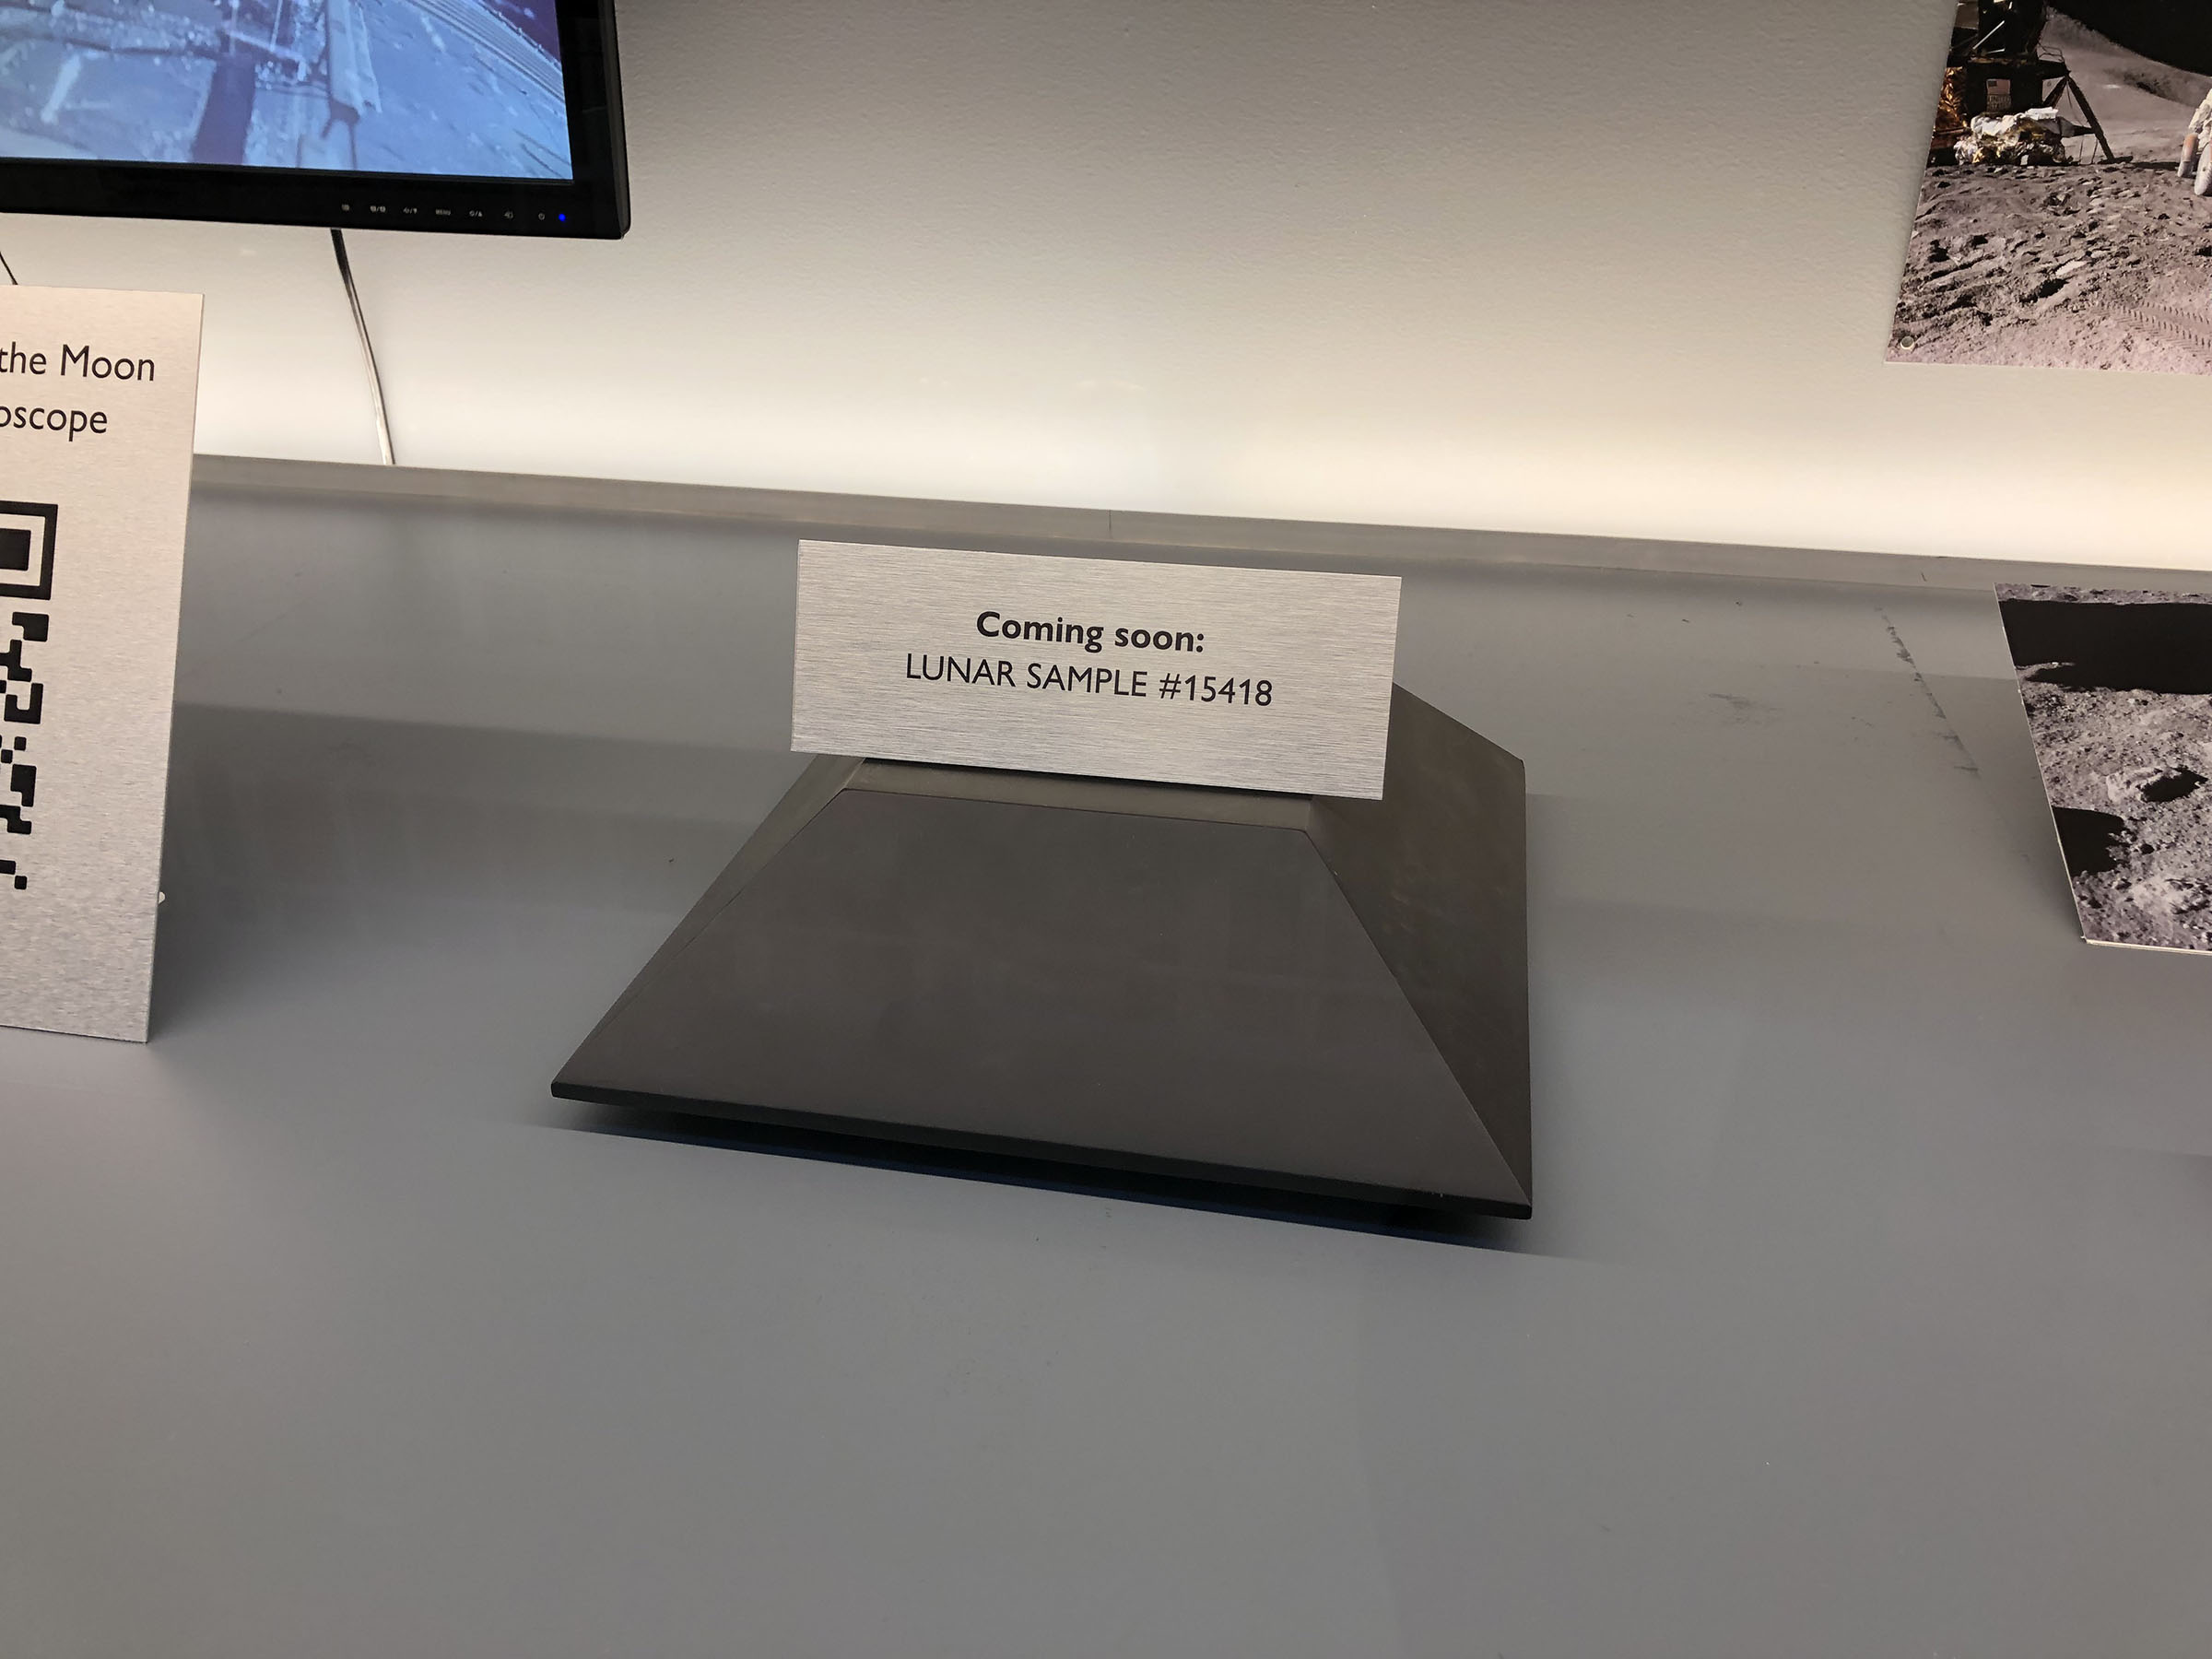 the Moon
oscope
Coming soon:
LUNAR SAMPLE #15418